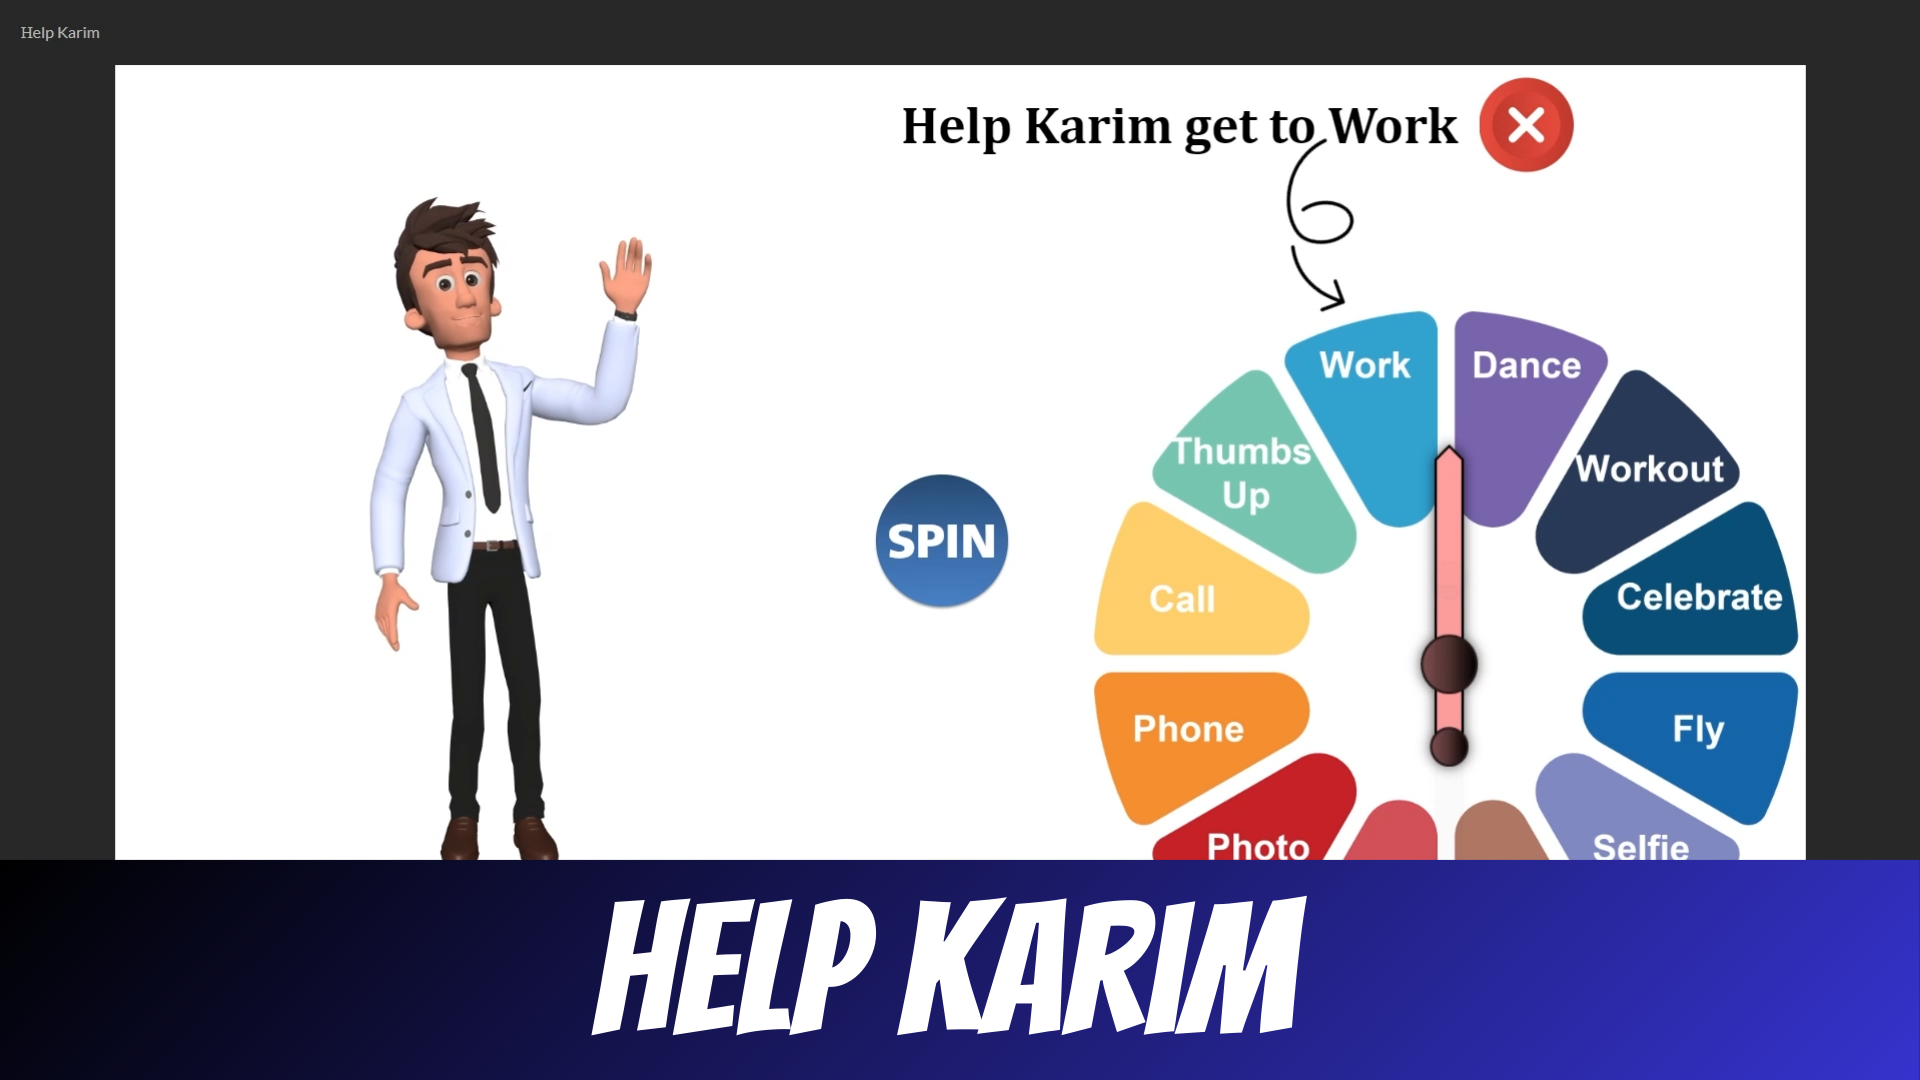 Help Karim
Help Karim get to Work
Work
Dance
Thumbs
Up
Workout
SPIN
Call
Celebrate
Phone
Fly
Photo
Selfie
HELP KARIM